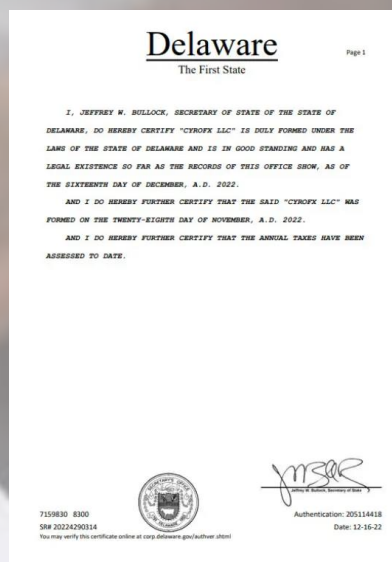 Delaware
Page 1
The First State
I, JEFFREY W. BULLOCK, SECRETARY OF STATE OF THE STATE OF
DELAWARE, DO HEREBY CERTIFY "CYROFX LLC" IS DULY FORMED UNDER THE
LAWS OF THE STATE OF DELAWARE AND IS IN GOOD STANDING AND HAS A
LEGAL EXISTENCE SO FAR AS THE RECORDS OF THIS OFFICE SHOW, AS OF
THE SIXTEENTH DAY OF DECEMBER, A.D. 2022.
AND I DO HEREBY FURTHER CERTIFY THAT THE SAID "CYROFX LLC" WAS
FORMED ON THE TWENTY-EIGHTH DAY OF NOVEMBER, A.D. 2022.
AND I DO HEREBY FURTHER CERTIFY THAT THE ANNUAL TAXES HAVE BEEN
ASSESSED TO DATE.
Jeffrey W. Bullock, Secretary of State
7159830 8300
SR# 20224290314
You may verify this certificate online at corp.delaware.gov/authver.shtml
Authentication: 205114418
Date: 12-16-22